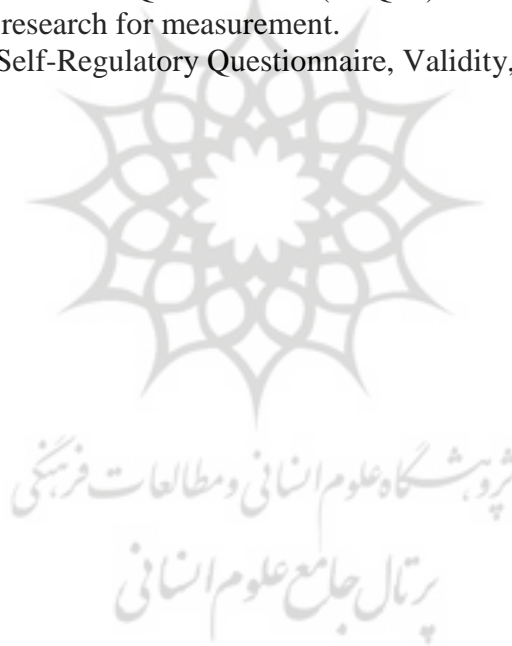 research for measurement.
Self-Regulatory Questionnaire, Validity,
پژوهشگاه علوم انسانی و مطالعات فرهنگی
پرتال جامع علوم انسانی